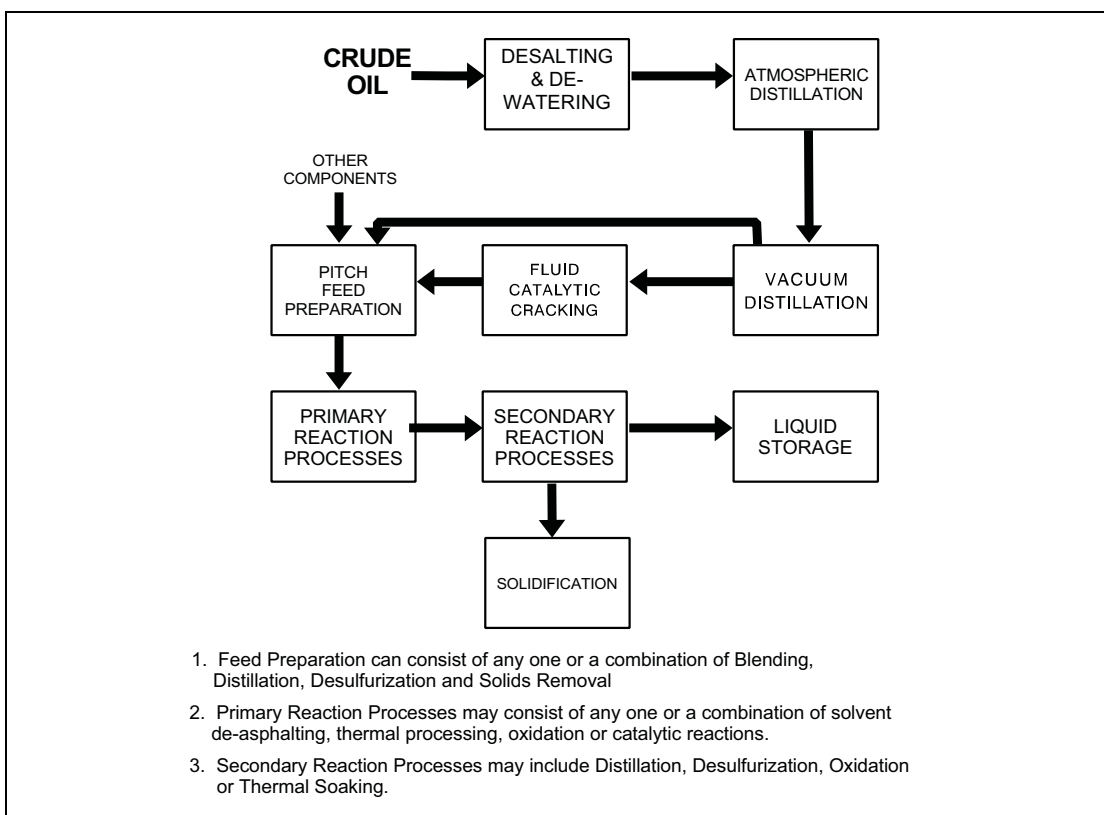 CRUDE
OIL
DESALTING
& DE-
WATERING
ATMOSPHERIC
DISTILLATION
OTHER
COMPONENTS
PITCH
FEED
PREPARATION
FLUID
CATALYTIC
CRACKING
VACUUM
DISTILLATION
PRIMARY
REACTION
PROCESSES
SECONDARY
REACTION
PROCESSES
LIQUID
STORAGE
SOLIDIFICATION
1. Feed Preparation can consist of any one or a combination of Blending,
Distillation, Desulfurization and Solids Removal
2. Primary Reaction Processes may consist of any one or a combination of solvent
de-asphalting, thermal processing, oxidation or catalytic reactions.
3. Secondary Reaction Processes may include Distillation, Desulfurization, Oxidation
or Thermal Soaking.